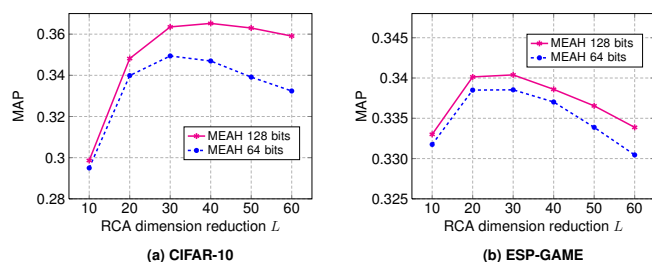 0.36
0.34
0.32
0.3
0.28
MAP
MEAH 128 bits
MEAH 64 bits
10 20 30 40 50 60
RCA dimension reduction L
(a) CIFAR-10
0.345
0.34
0.335
0.330
0.325
MAP
MEAH 128 bits
MEAH 64 bits
10 20 30 40 50 60
RCA dimension reduction L
(b) ESP-GAME